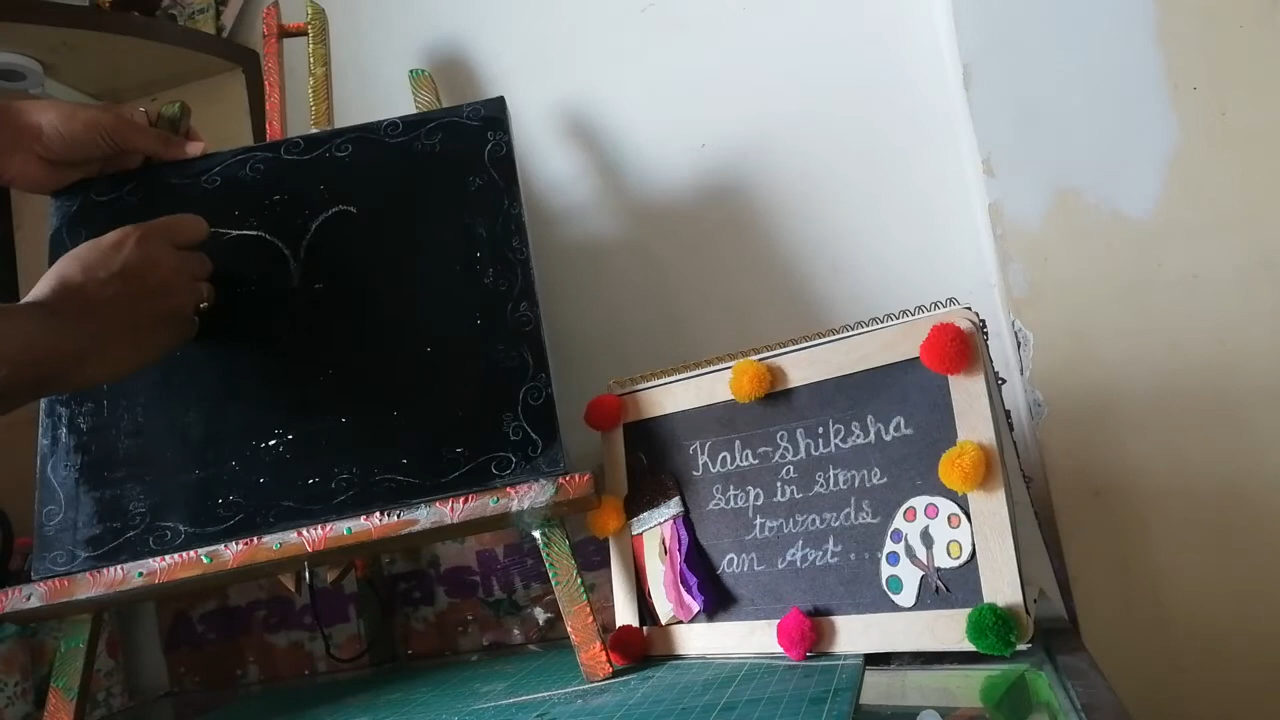 Kala-Shiksha
a
Step in stone
towards
an Art...